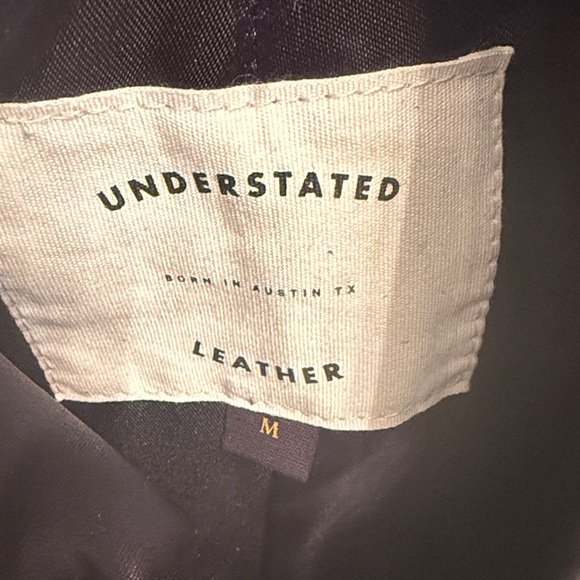 UNDERSTATED
BORN IN AUSTIN TX
LEATHER
M